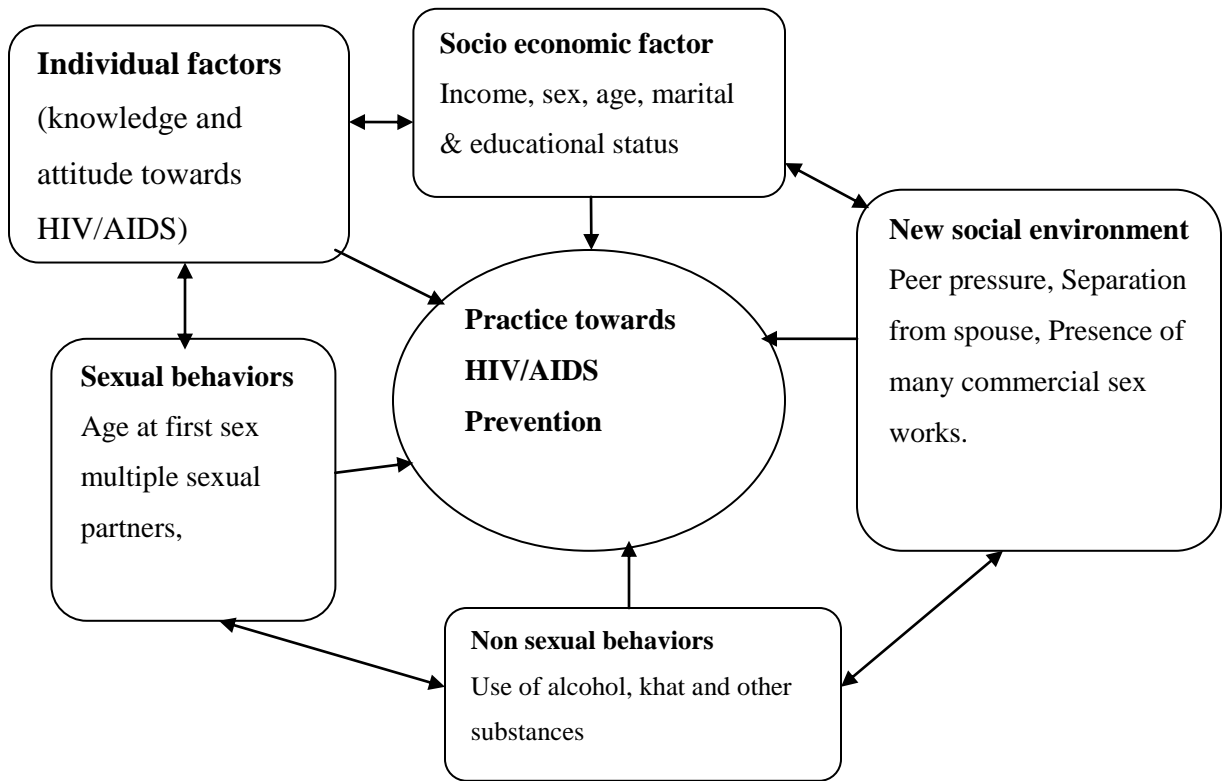 Individual factors
(knowledge and
attitude towards
HIV/AIDS)
Socio economic factor
Income, sex, age, marital
& educational status
New social environment
Peer pressure, Separation
from spouse, Presence of
many commercial sex
works.
Practice towards
HIV/AIDS
Prevention
Sexual behaviors
Age at first sex
multiple sexual
partners,
Non sexual behaviors
Use of alcohol, khat and other
substances